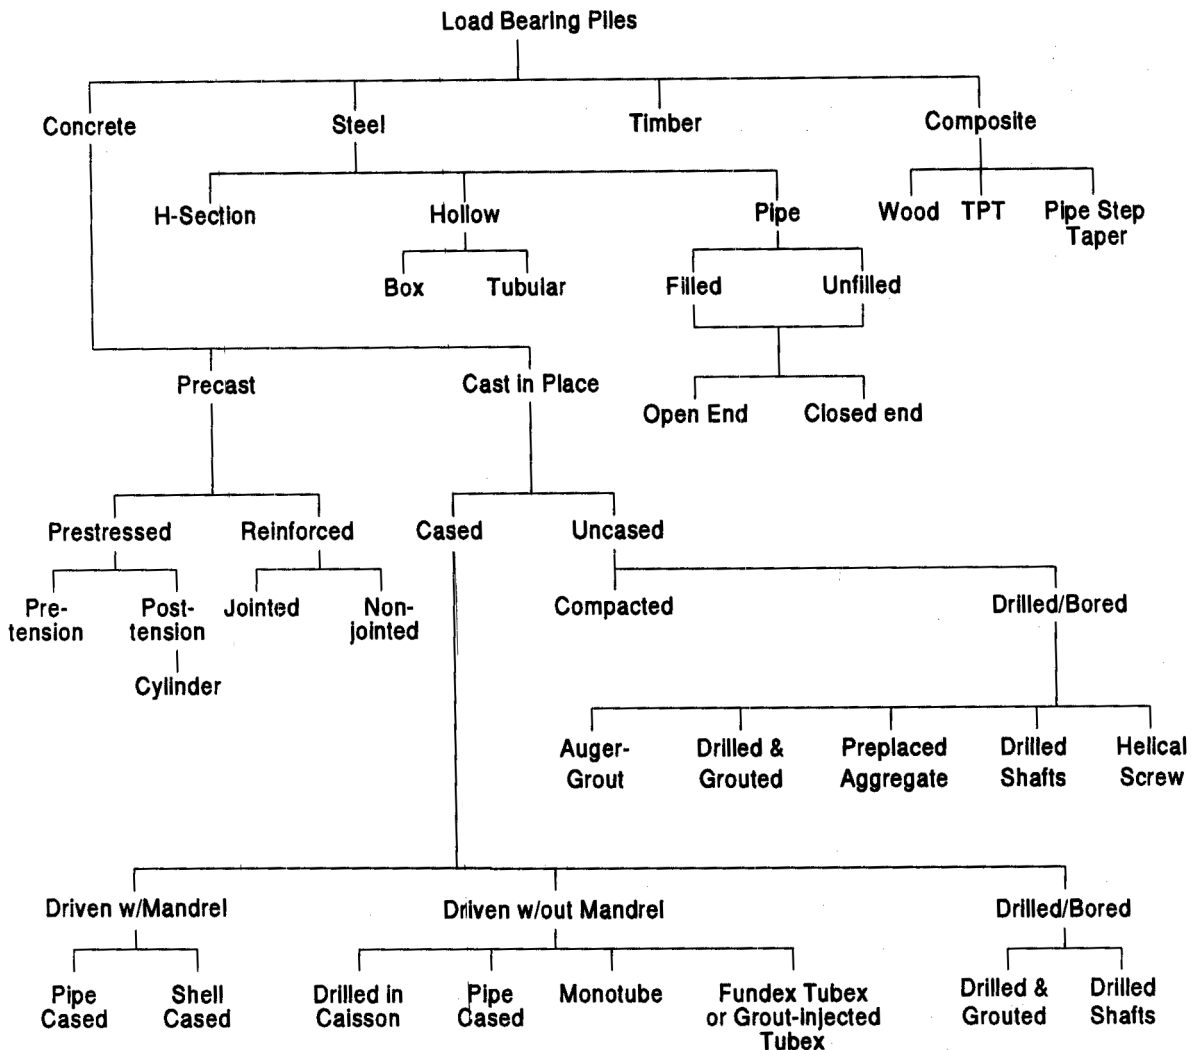 Load Bearing Piles
Concrete
Steel
Timber
Composite
H-Section
Hollow
Pipe
Wood
TPT
Pipe Step
Taper
Box
Tubular
Filled
Unfilled
Precast
Cast in Place
Open End
Closed end
Prestressed
Reinforced
Cased
Uncased
Pre-
tension
Post-
tension
Jointed
Non-
jointed
Compacted
Drilled/Bored
Cylinder
Auger-
Grout
Drilled &
Grouted
Preplaced
Aggregate
Drilled
Shafts
Helical
Screw
Driven w/Mandrel
Driven w/out Mandrel
Drilled/Bored
Pipe
Cased
Shell
Cased
Drilled in
Caisson
Pipe
Cased
Monotube
Fundex Tubex
or Grout-Injected
Tubex
Drilled &
Grouted
Drilled
Shafts